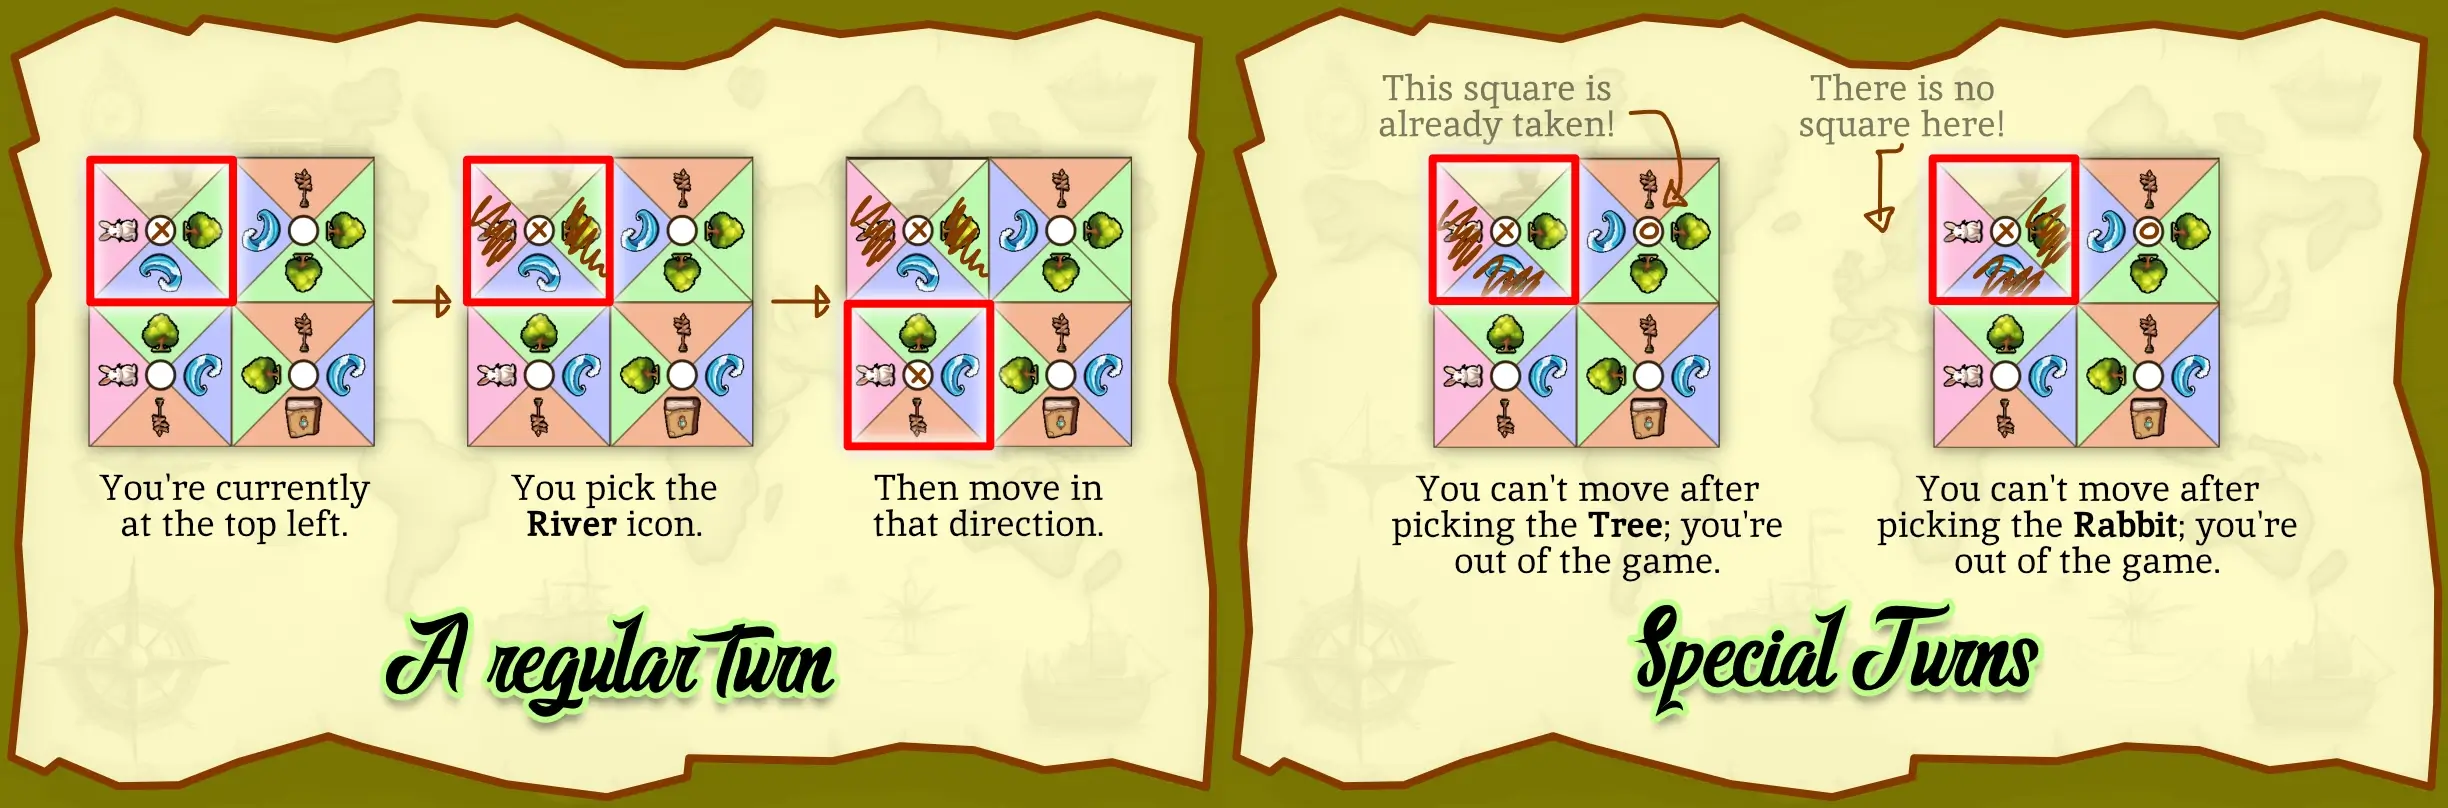 You're currently
at the top left.
You pick the
River icon.
Then move in
that direction.
A regular turn
This square is
already taken!
There is no
square here!
You can't move after
picking the Tree; you're
out of the game.
You can't move after
picking the Rabbit; you're
out of the game.
Special Turns